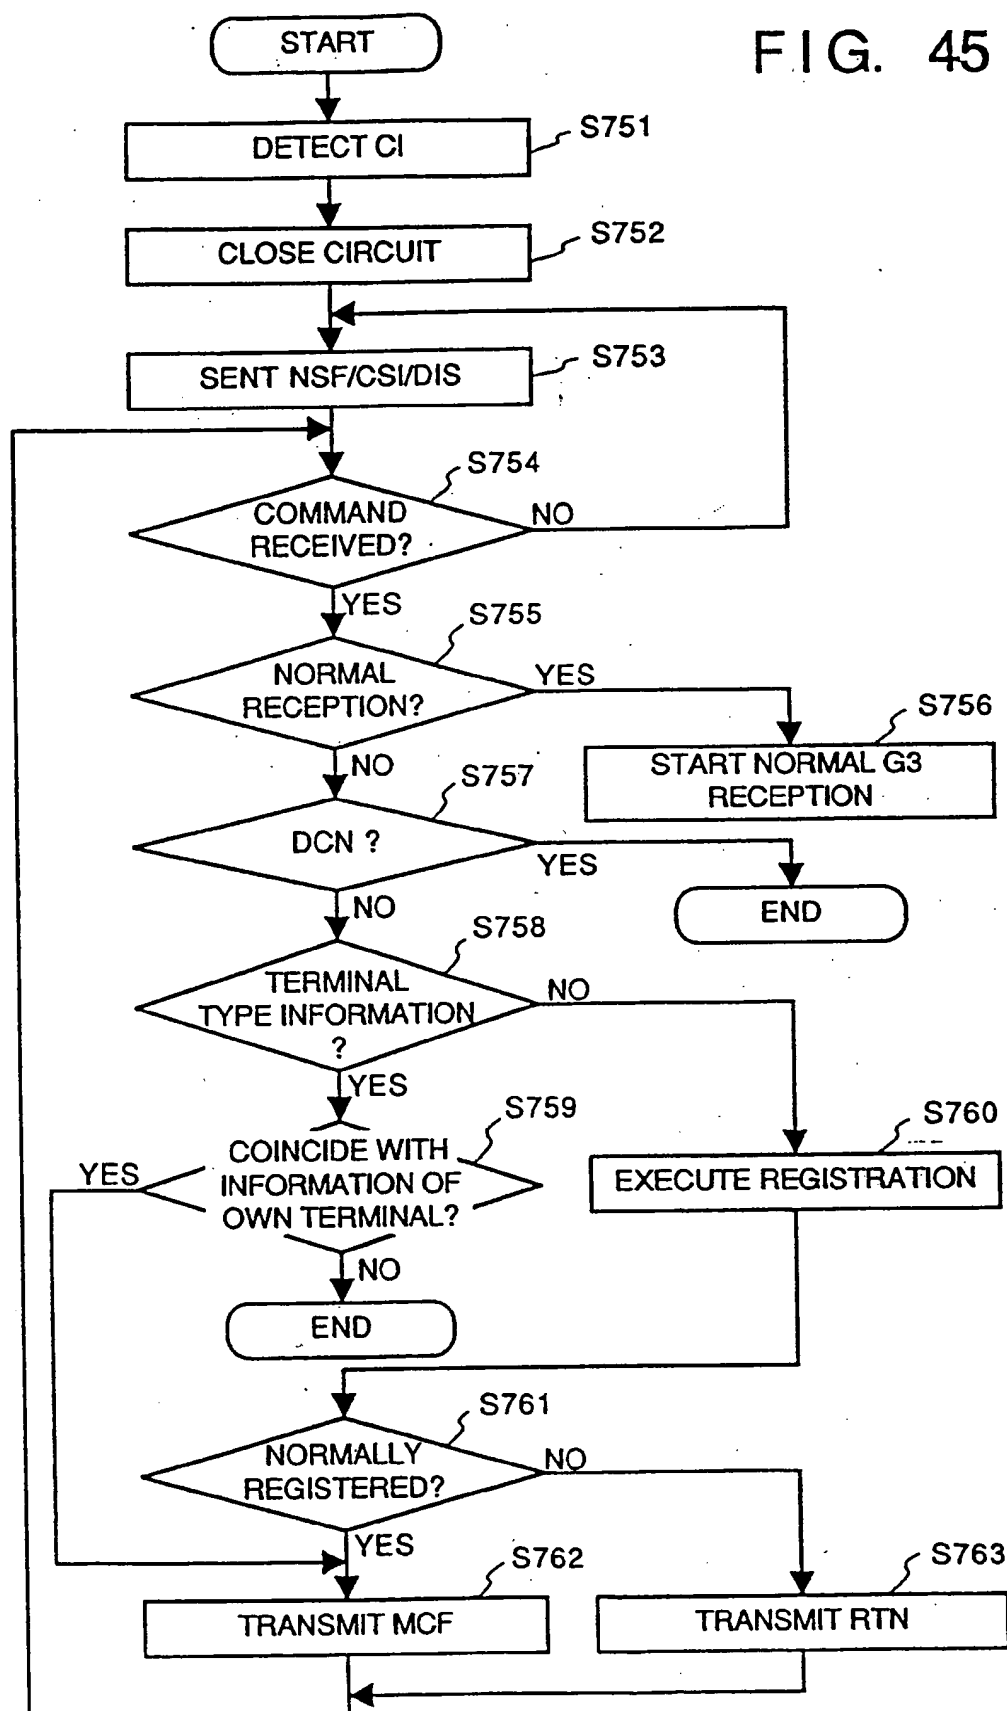 START
FIG. 45
S751
DETECT CI
S752
CLOSE CIRCUIT
S753
SENT NSF/CSI/DIS
S754
COMMAND
RECEIVED?
NO
YES
S755
NORMAL
RECEPTION?
YES
S756
START NORMAL G3
RECEPTION
NO
S757
DCN ?
YES
END
NO
S758
TERMINAL
TYPE INFORMATION
?
NO
YES
S759
COINCIDE WITH
INFORMATION OF
OWN TERMINAL?
YES
S760
EXECUTE REGISTRATION
NO
END
S761
NORMALLY
REGISTERED?
NO
YES
S762
TRANSMIT MCF
S763
TRANSMIT RTN